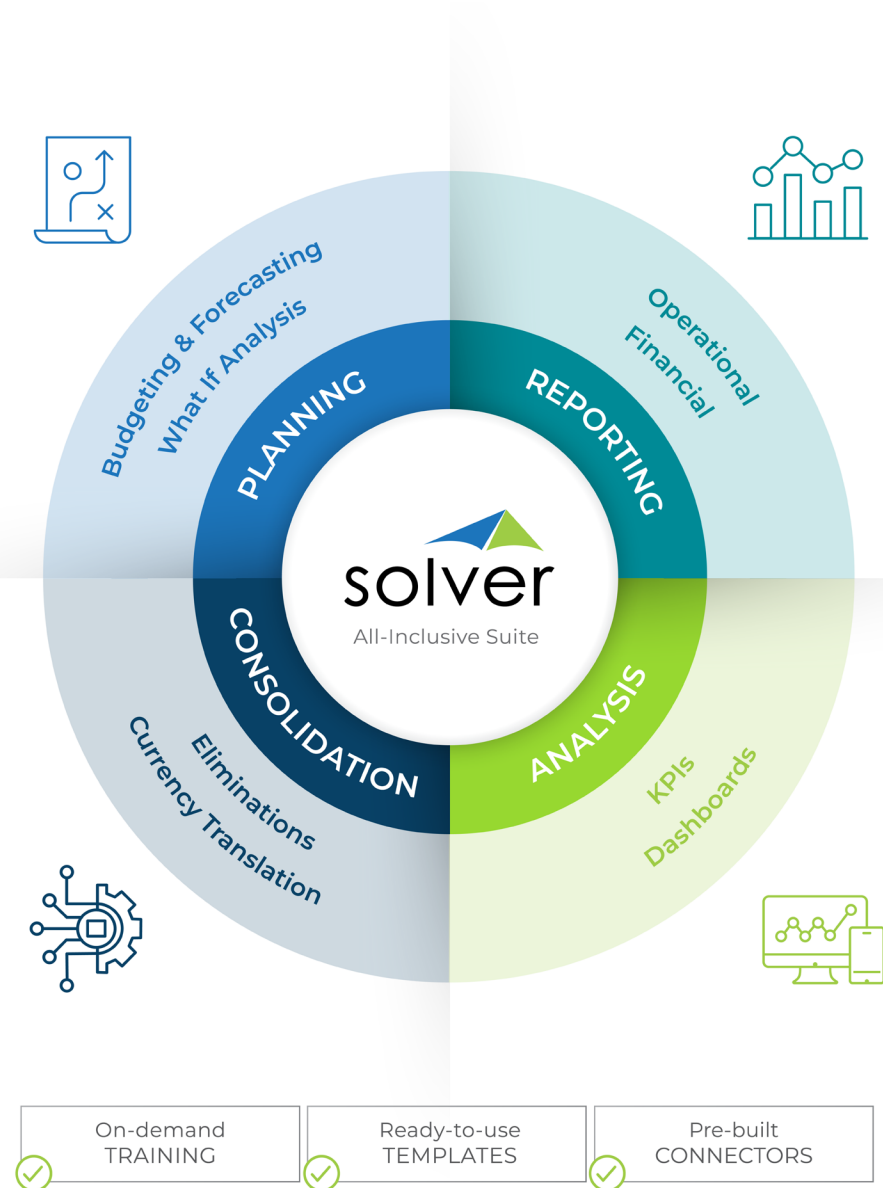 Budgeting & Forecasting
What If Analysis
PLANNING
Operational
Financial
REPORTING
solver
All-Inclusive Suite
CONSOLIDATION
Eliminations
Currency Translation
ANALYSIS
KPIs
Dashboards
On-demand
TRAINING
Ready-to-use
TEMPLATES
Pre-built
CONNECTORS